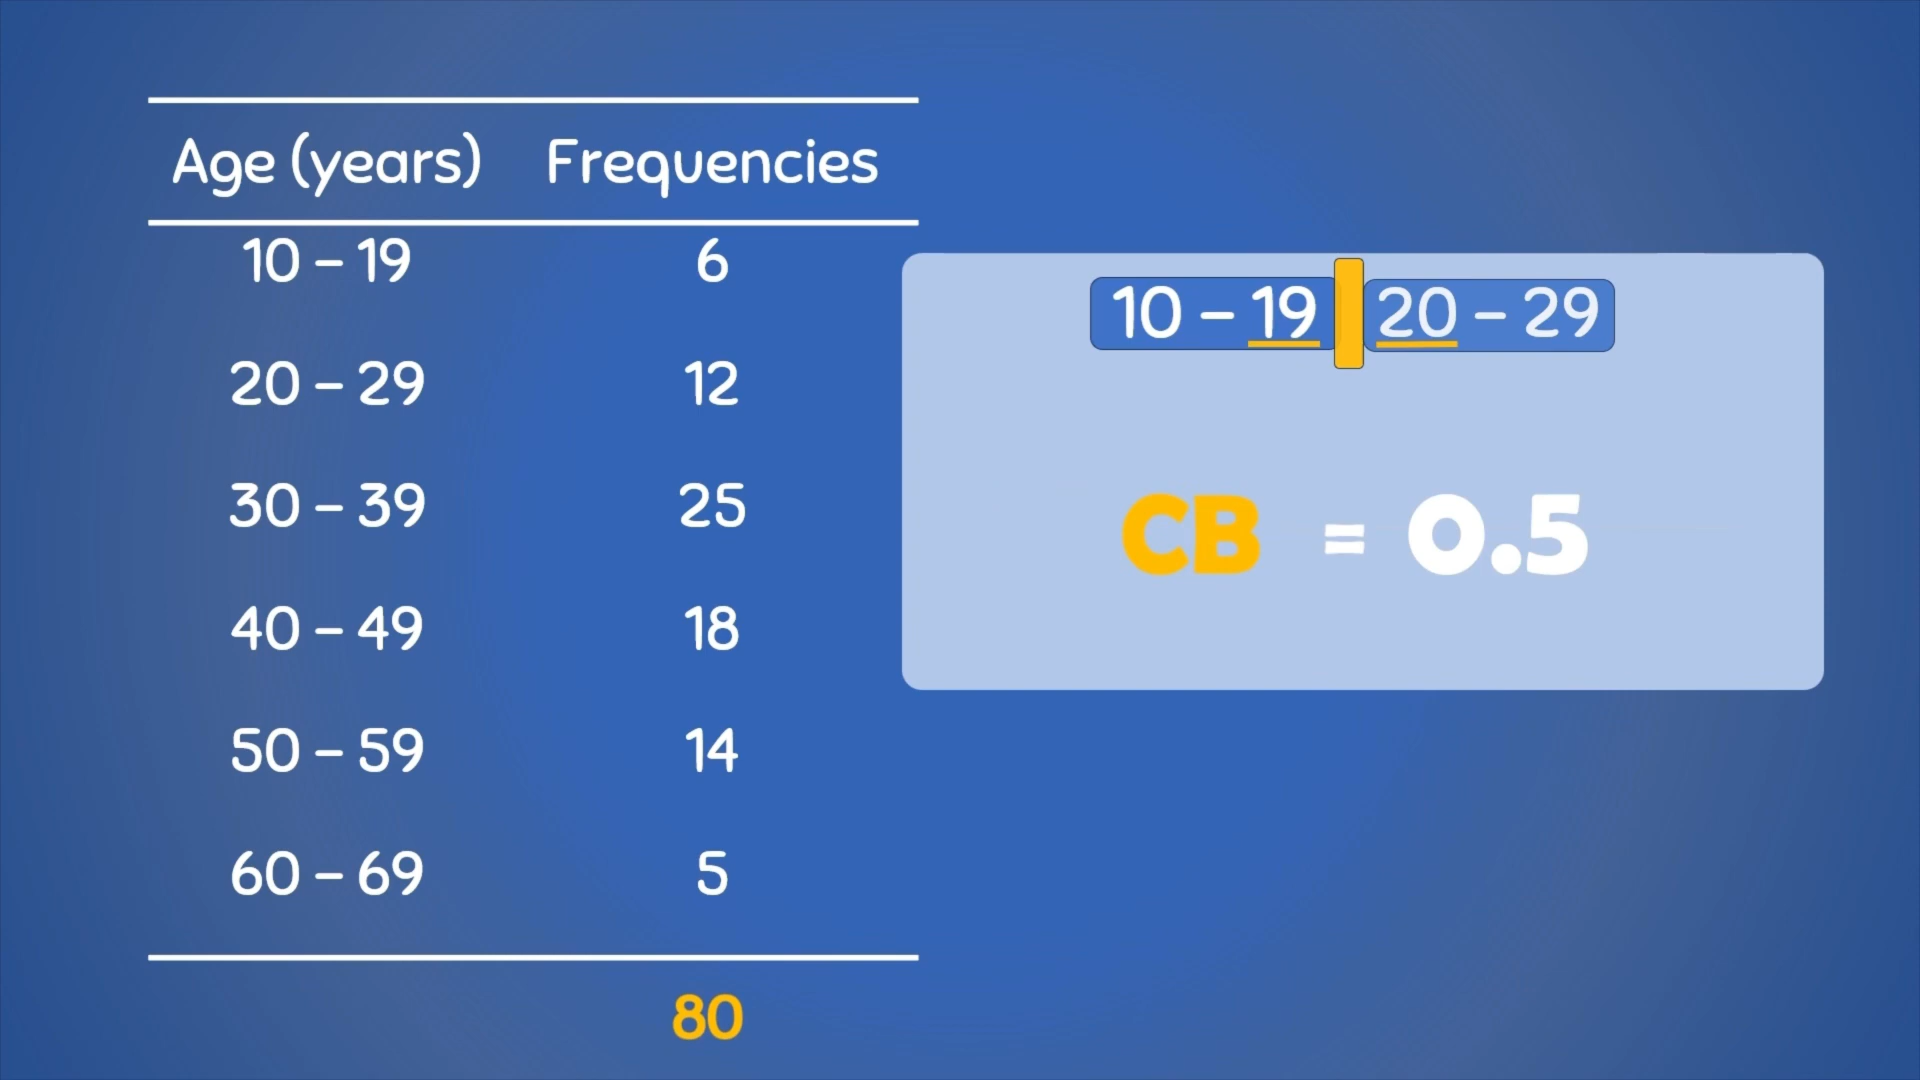 Age (years) Frequencies
10 – 19 6
20 – 29 12
30 – 39 25
40 – 49 18
50 – 59 14
60 – 69 5
80
10 – 19 20 – 29
CB = 0.5